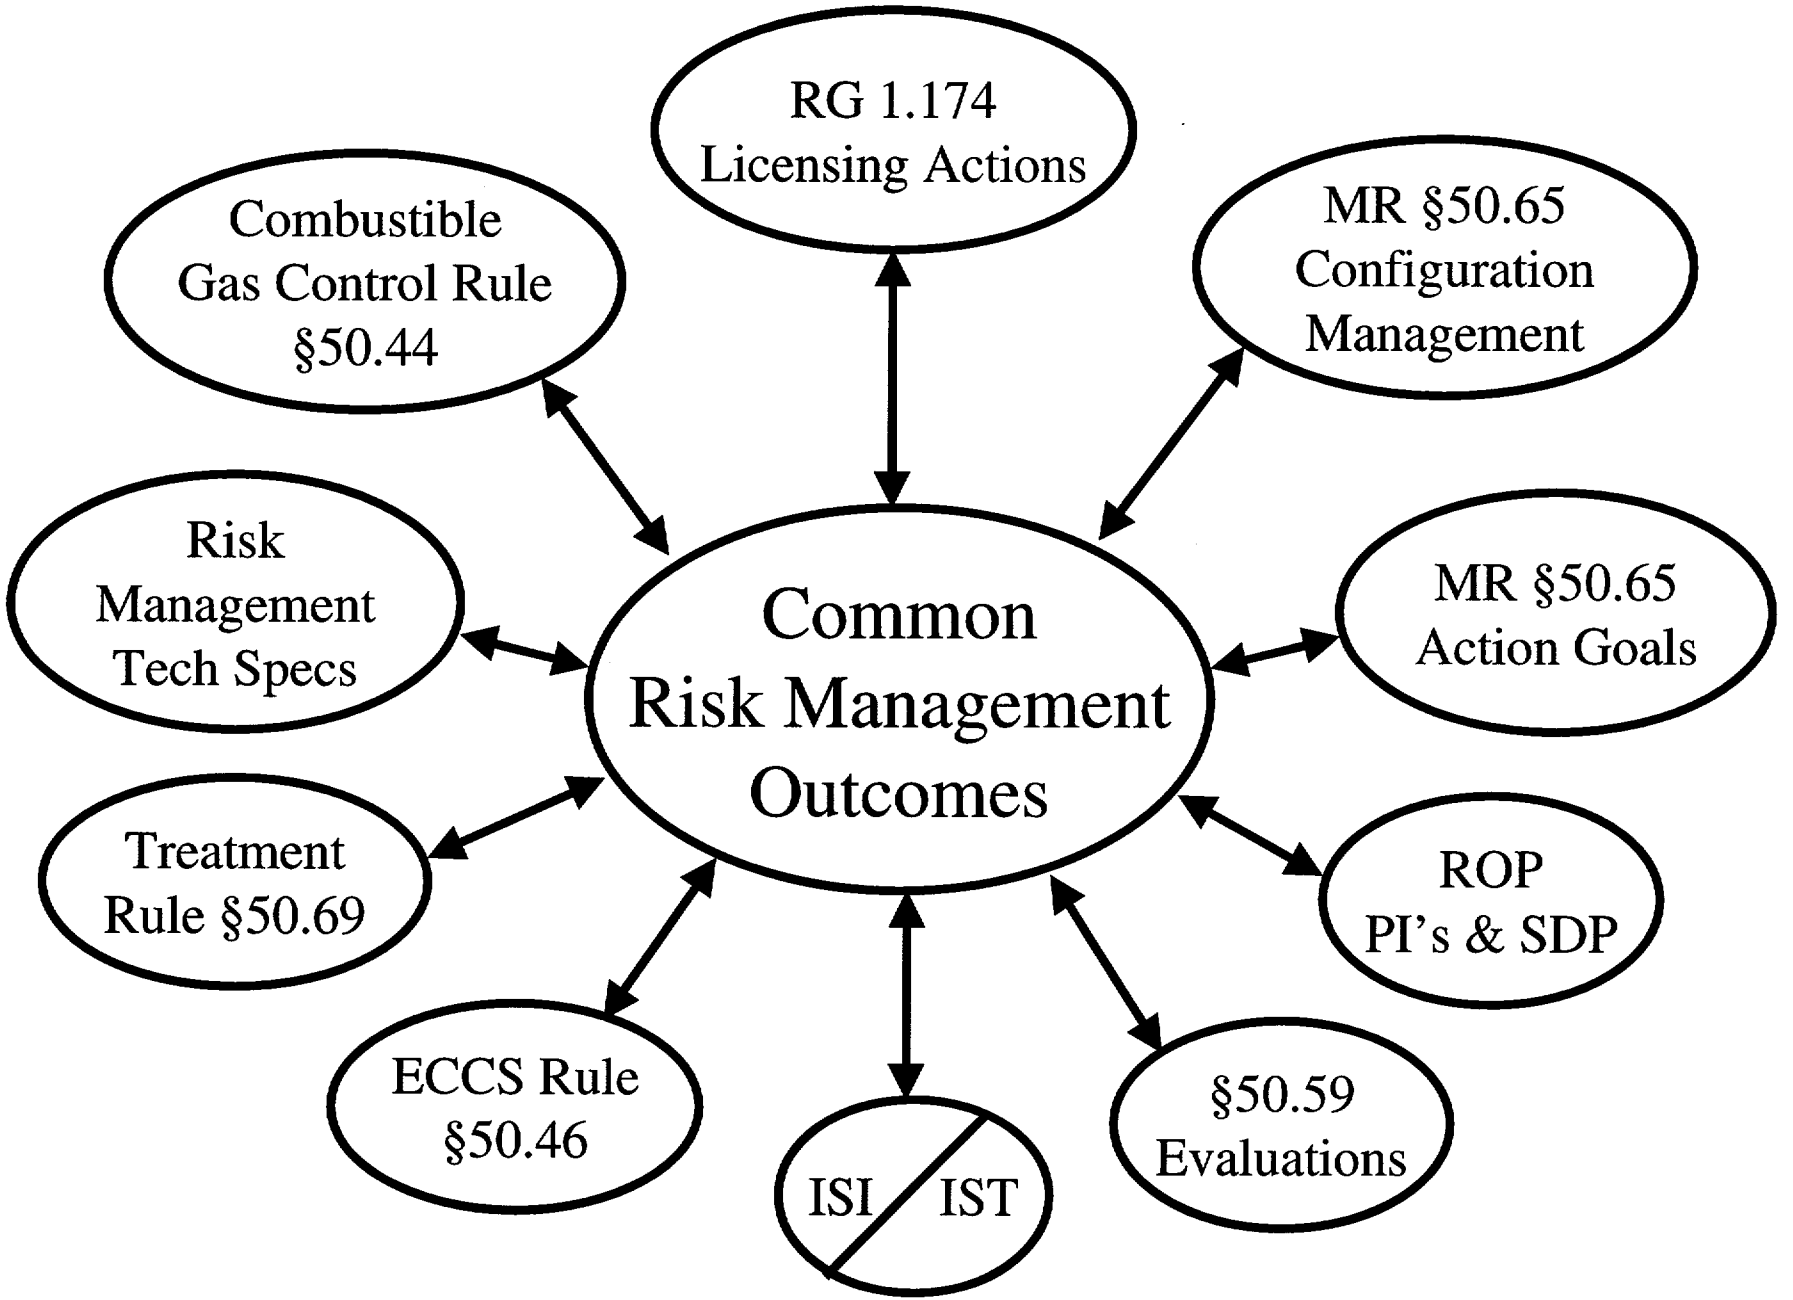 RG 1.174
Licensing Actions
Combustible
Gas Control Rule
§50.44
MR §50.65
Configuration
Management
Risk
Management
Tech Specs
Common
Risk Management
Outcomes
MR §50.65
Action Goals
Treatment
Rule §50.69
ROP
PI's & SDP
ECCS Rule
§50.46
ISI IST
§50.59
Evaluations